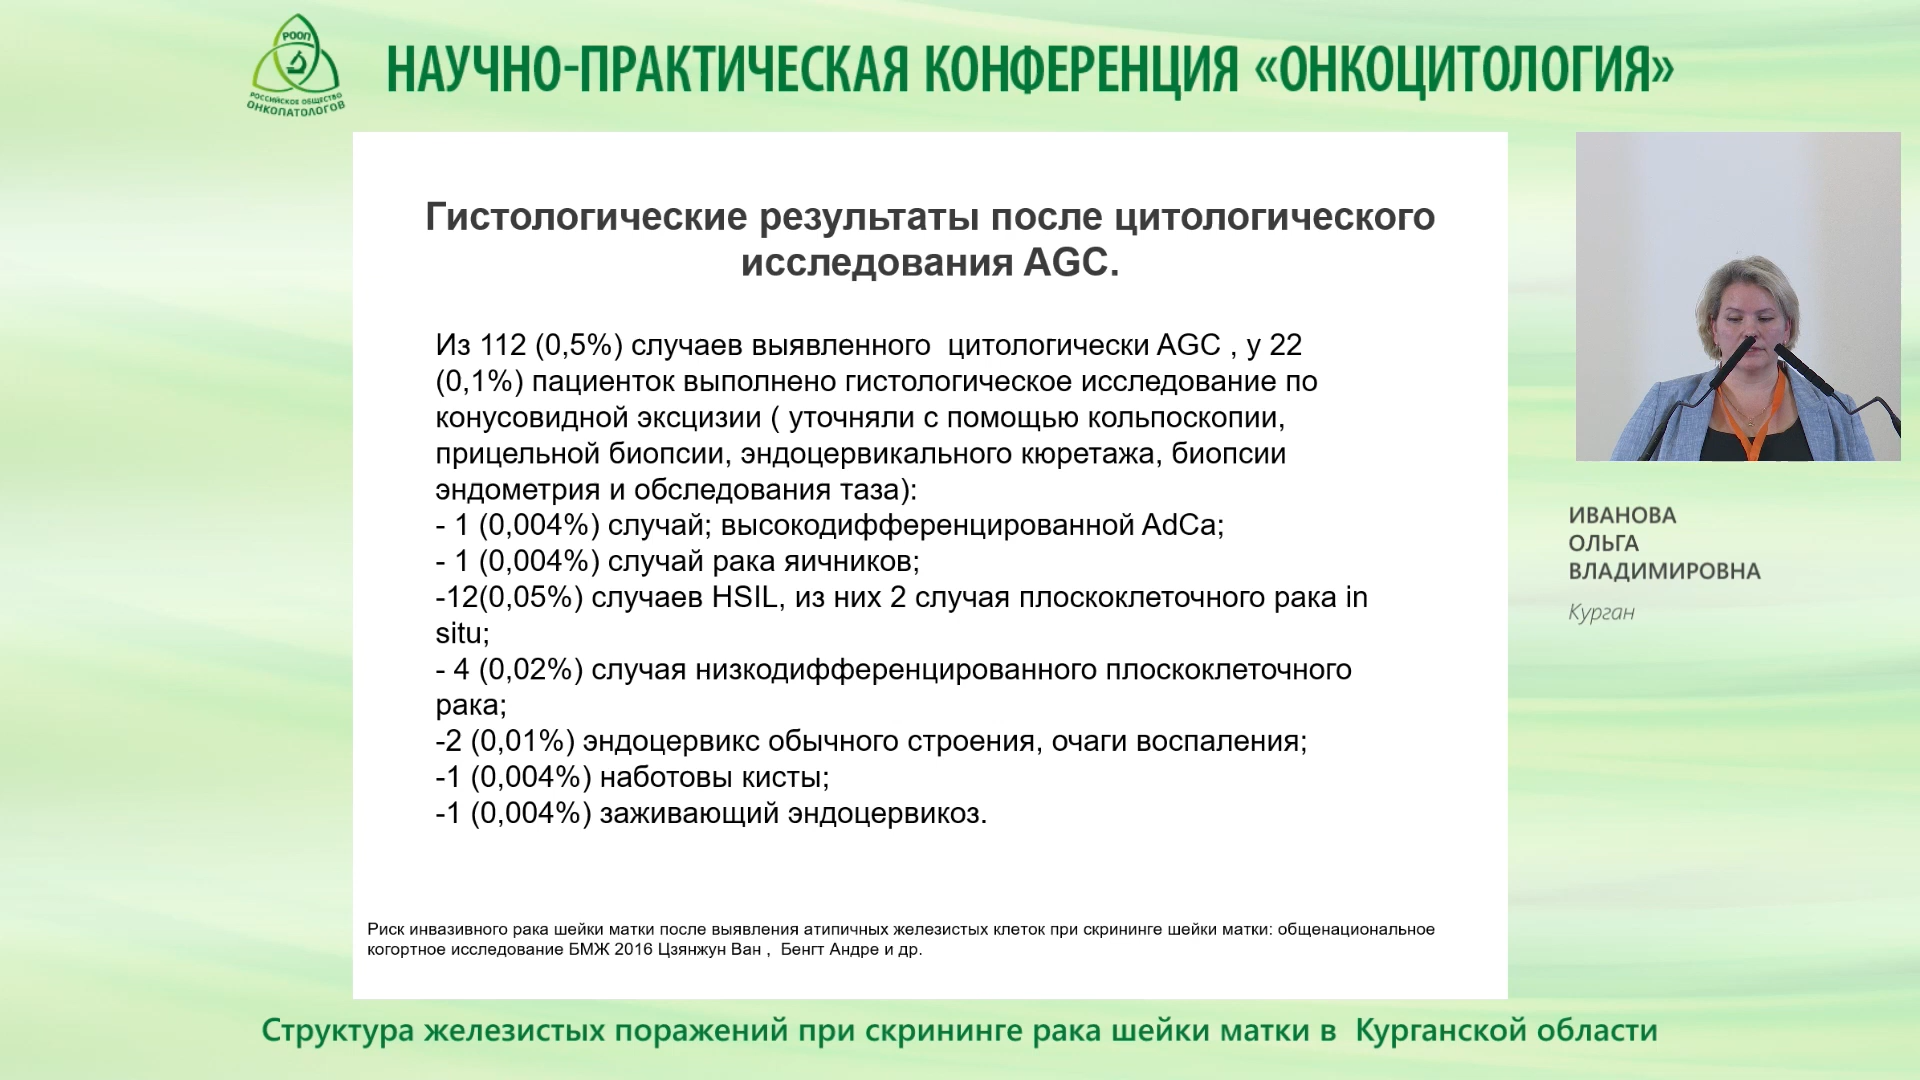 РООП
РОССИЙСКОЕ ОБЩЕСТВО
ОНКОПАТОЛОГОВ
НАУЧНО-ПРАКТИЧЕСКАЯ КОНФЕРЕНЦИЯ «ОНКОЦИТОЛОГИЯ»
Гистологические результаты после цитологического
исследования AGC.
Из 112 (0,5%) случаев выявленного  цитологически AGC , у 22
(0,1%) пациенток выполнено гистологическое исследование по
конусовидной эксцизии ( уточняли с помощью кольпоскопии,
прицельной биопсии, эндоцервикального кюретажа, биопсии
эндометрия и обследования таза):
- 1 (0,004%) случай; высокодифференцированной AdCa;
- 1 (0,004%) случай рака яичников;
-12(0,05%) случаев HSIL, из них 2 случая плоскоклеточного рака in
situ;
- 4 (0,02%) случая низкодифференцированного плоскоклеточного
рака;
-2 (0,01%) эндоцервикс обычного строения, очаги воспаления;
-1 (0,004%) наботовы кисты;
-1 (0,004%) заживающий эндоцервикоз.
Риск инвазивного рака шейки матки после выявления атипичных железистых клеток при скрининге шейки матки: общенациональное
когортное исследование БМЖ 2016 Цзянжун Ван ,  Бенгт Андре и др.
ИВАНОВА
ОЛЬГА
ВЛАДИМИРОВНА
Курган
Структура железистых поражений при скрининге рака шейки матки в  Курганской области